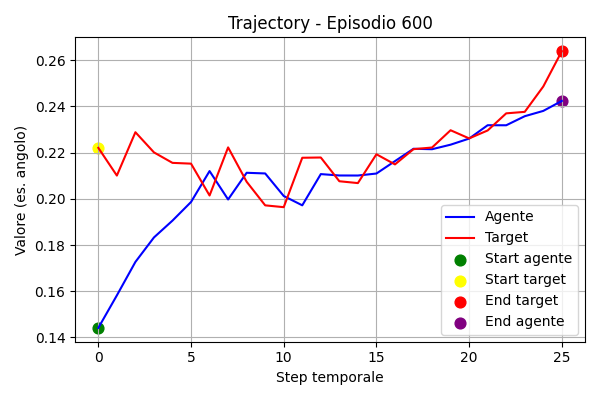 Trajectory - Episodio 600
Valore (es. angolo)
0.26
0.24
0.22
0.20
0.18
0.16
0.14
0
5
10
15
20
25
Step temporale
Agente
Target
Start agente
Start target
End target
End agente